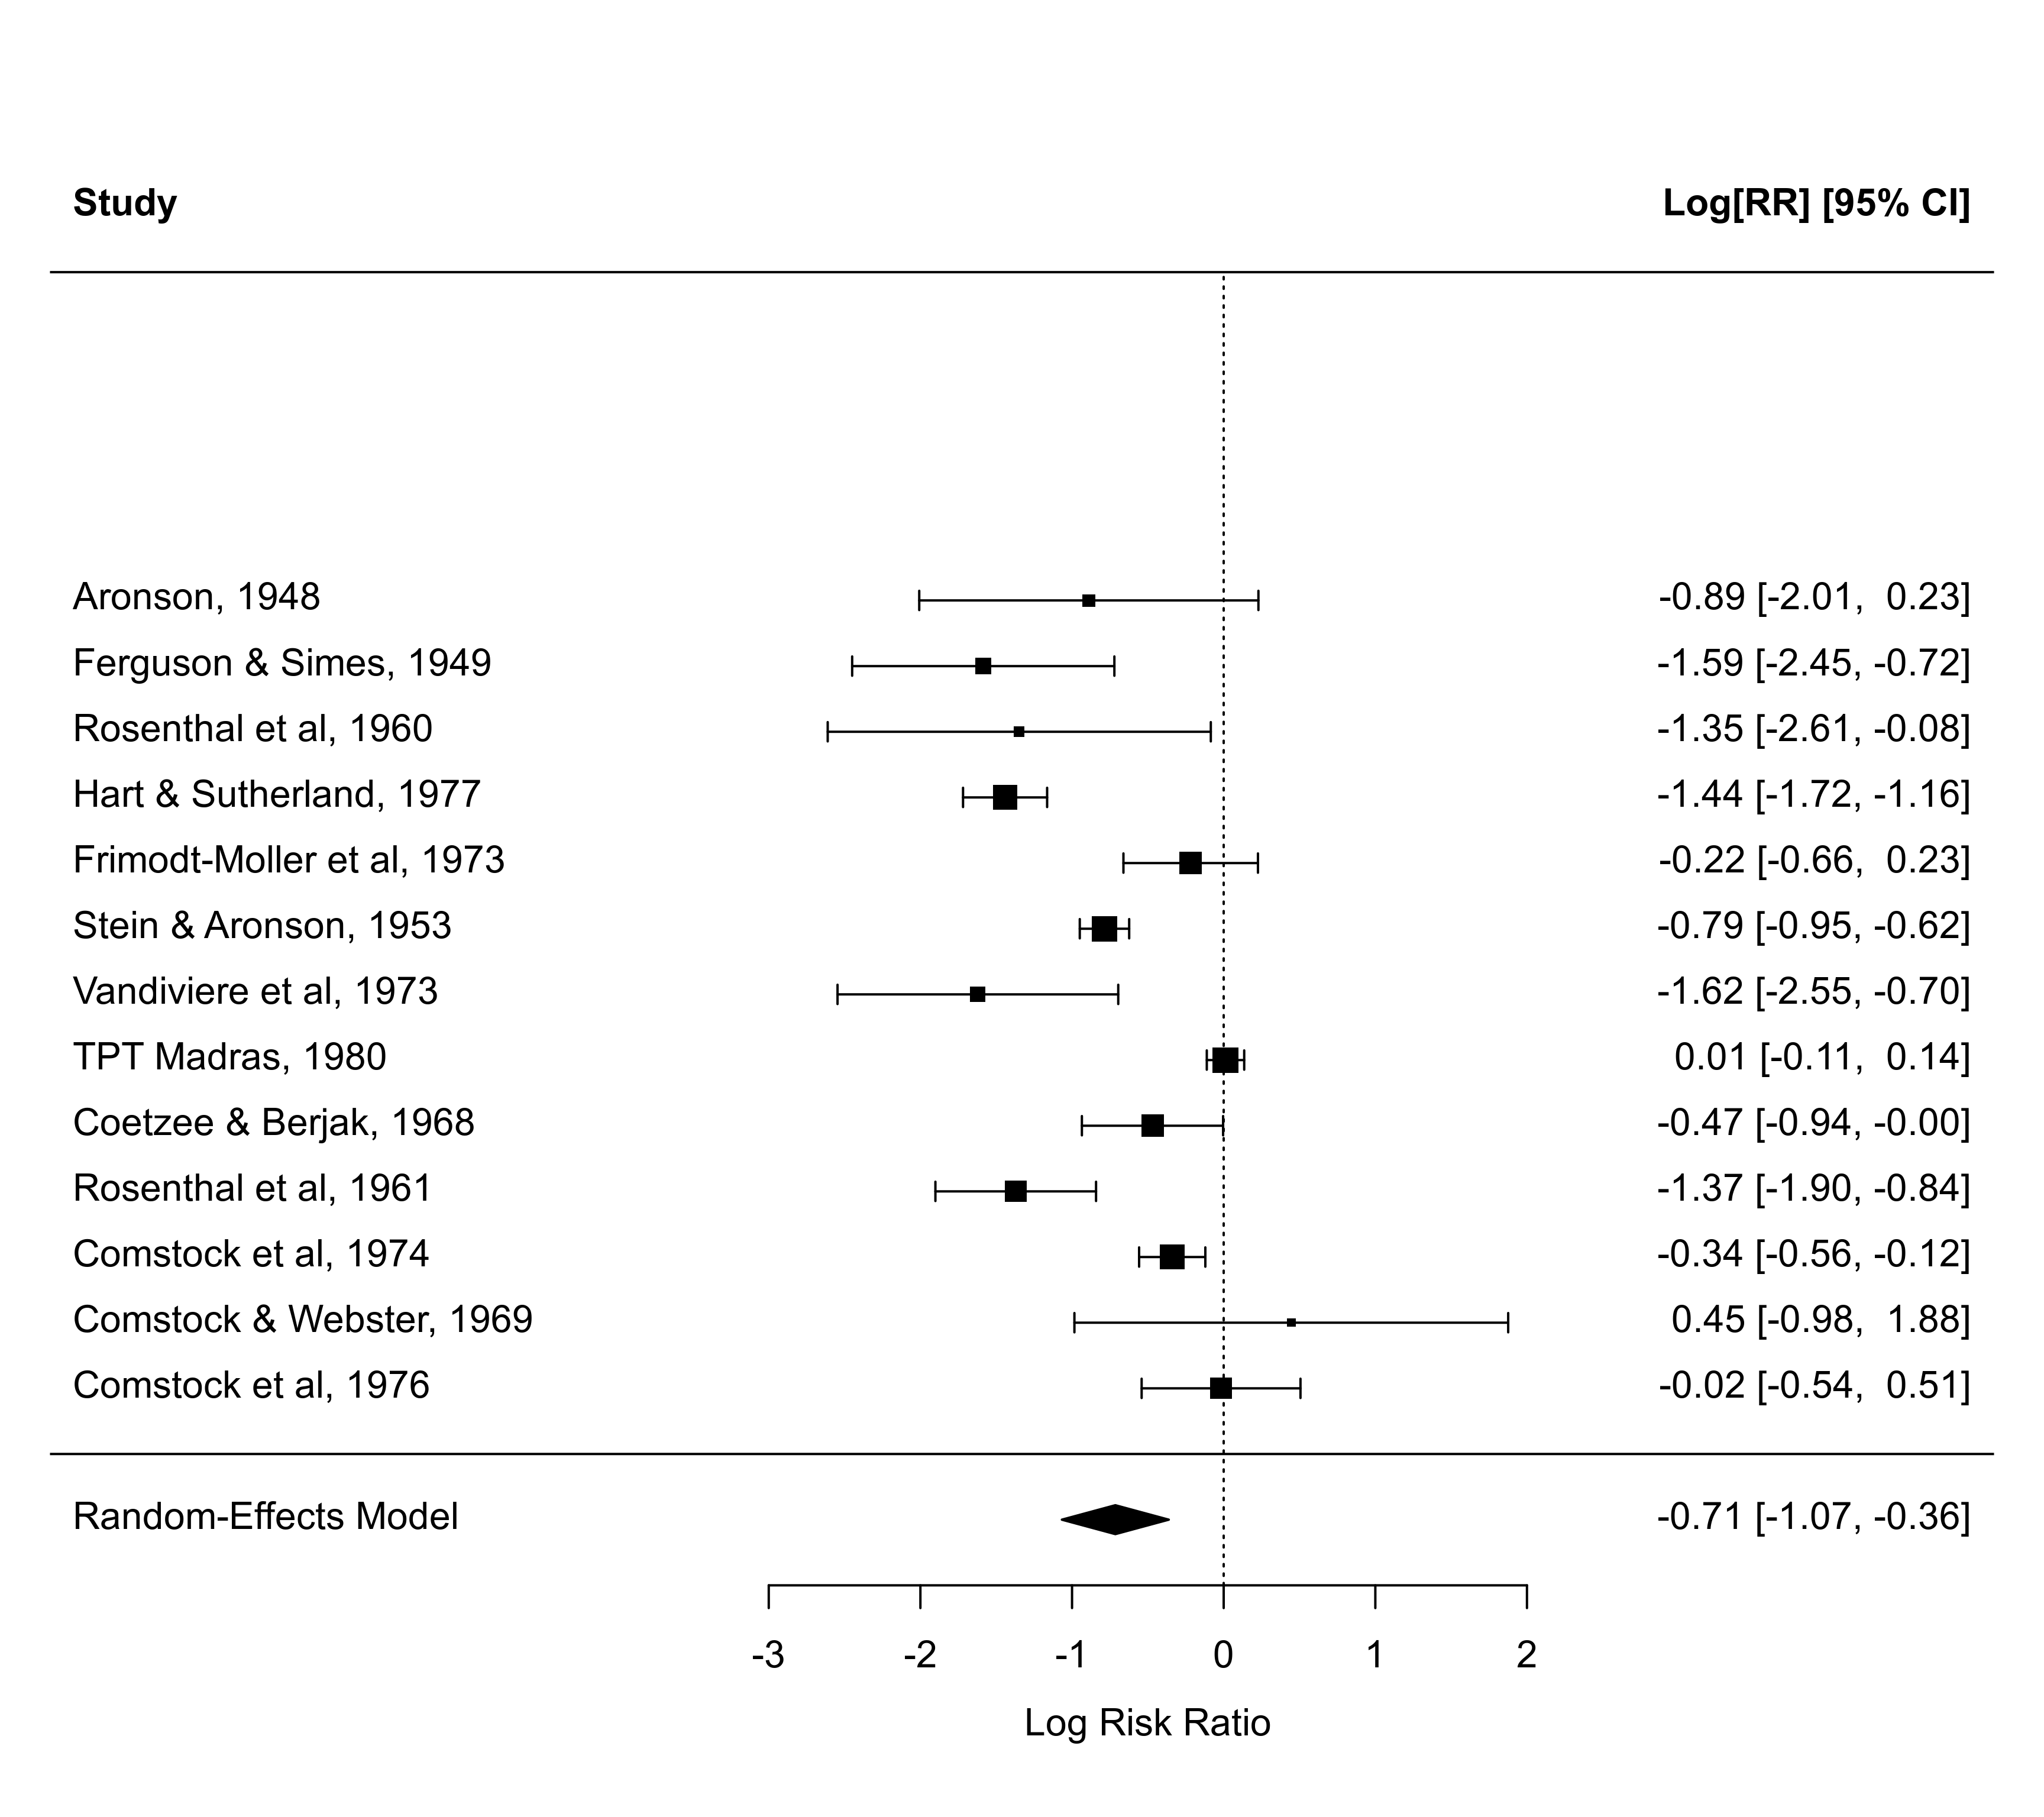 Study Log[RR] [95% CI]
Aronson, 1948 -0.89 [-2.01, 0.23]
Ferguson & Simes, 1949 -1.59 [-2.45, -0.72]
Rosenthal et al, 1960 -1.35 [-2.61, -0.08]
Hart & Sutherland, 1977 -1.44 [-1.72, -1.16]
Frimodt-Moller et al, 1973 -0.22 [-0.66, 0.23]
Stein & Aronson, 1953 -0.79 [-0.95, -0.62]
Vandiviere et al, 1973 -1.62 [-2.55, -0.70]
TPT Madras, 1980 0.01 [-0.11, 0.14]
Coetzee & Berjak, 1968 -0.47 [-0.94, -0.00]
Rosenthal et al, 1961 -1.37 [-1.90, -0.84]
Comstock et al, 1974 -0.34 [-0.56, -0.12]
Comstock & Webster, 1969 0.45 [-0.98, 1.88]
Comstock et al, 1976 -0.02 [-0.54, 0.51]
Random-Effects Model -0.71 [-1.07, -0.36]
-3 -2 -1 0 1 2
Log Risk Ratio